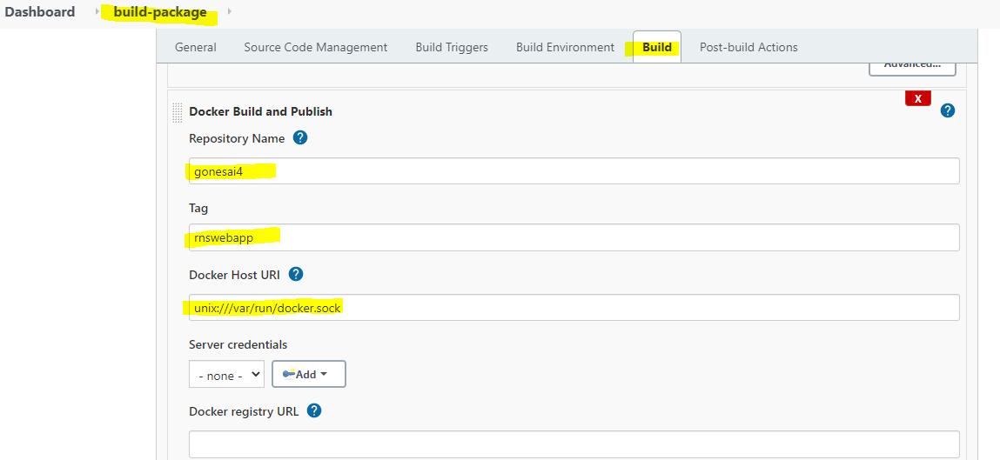 Dashboard build-package
General Source Code Management Build Triggers Build Environment Build Post-build Actions
Advanced...
Docker Build and Publish
X
?
Repository Name ?
gonesai4
Tag
rnswebapp
Docker Host URI ?
unix:///var/run/docker.sock
Server credentials
- none - Add
Docker registry URL ?